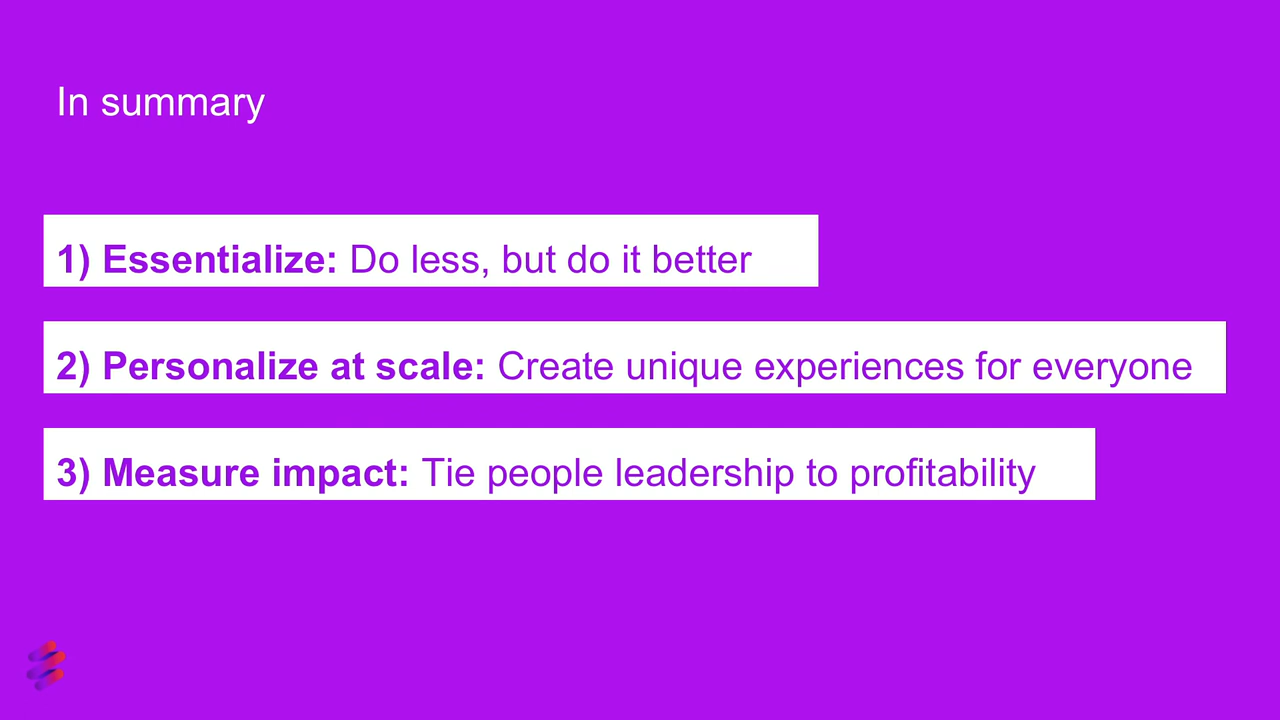 In summary
1) Essentialize: Do less, but do it better
2) Personalize at scale: Create unique experiences for everyone
3) Measure impact: Tie people leadership to profitability